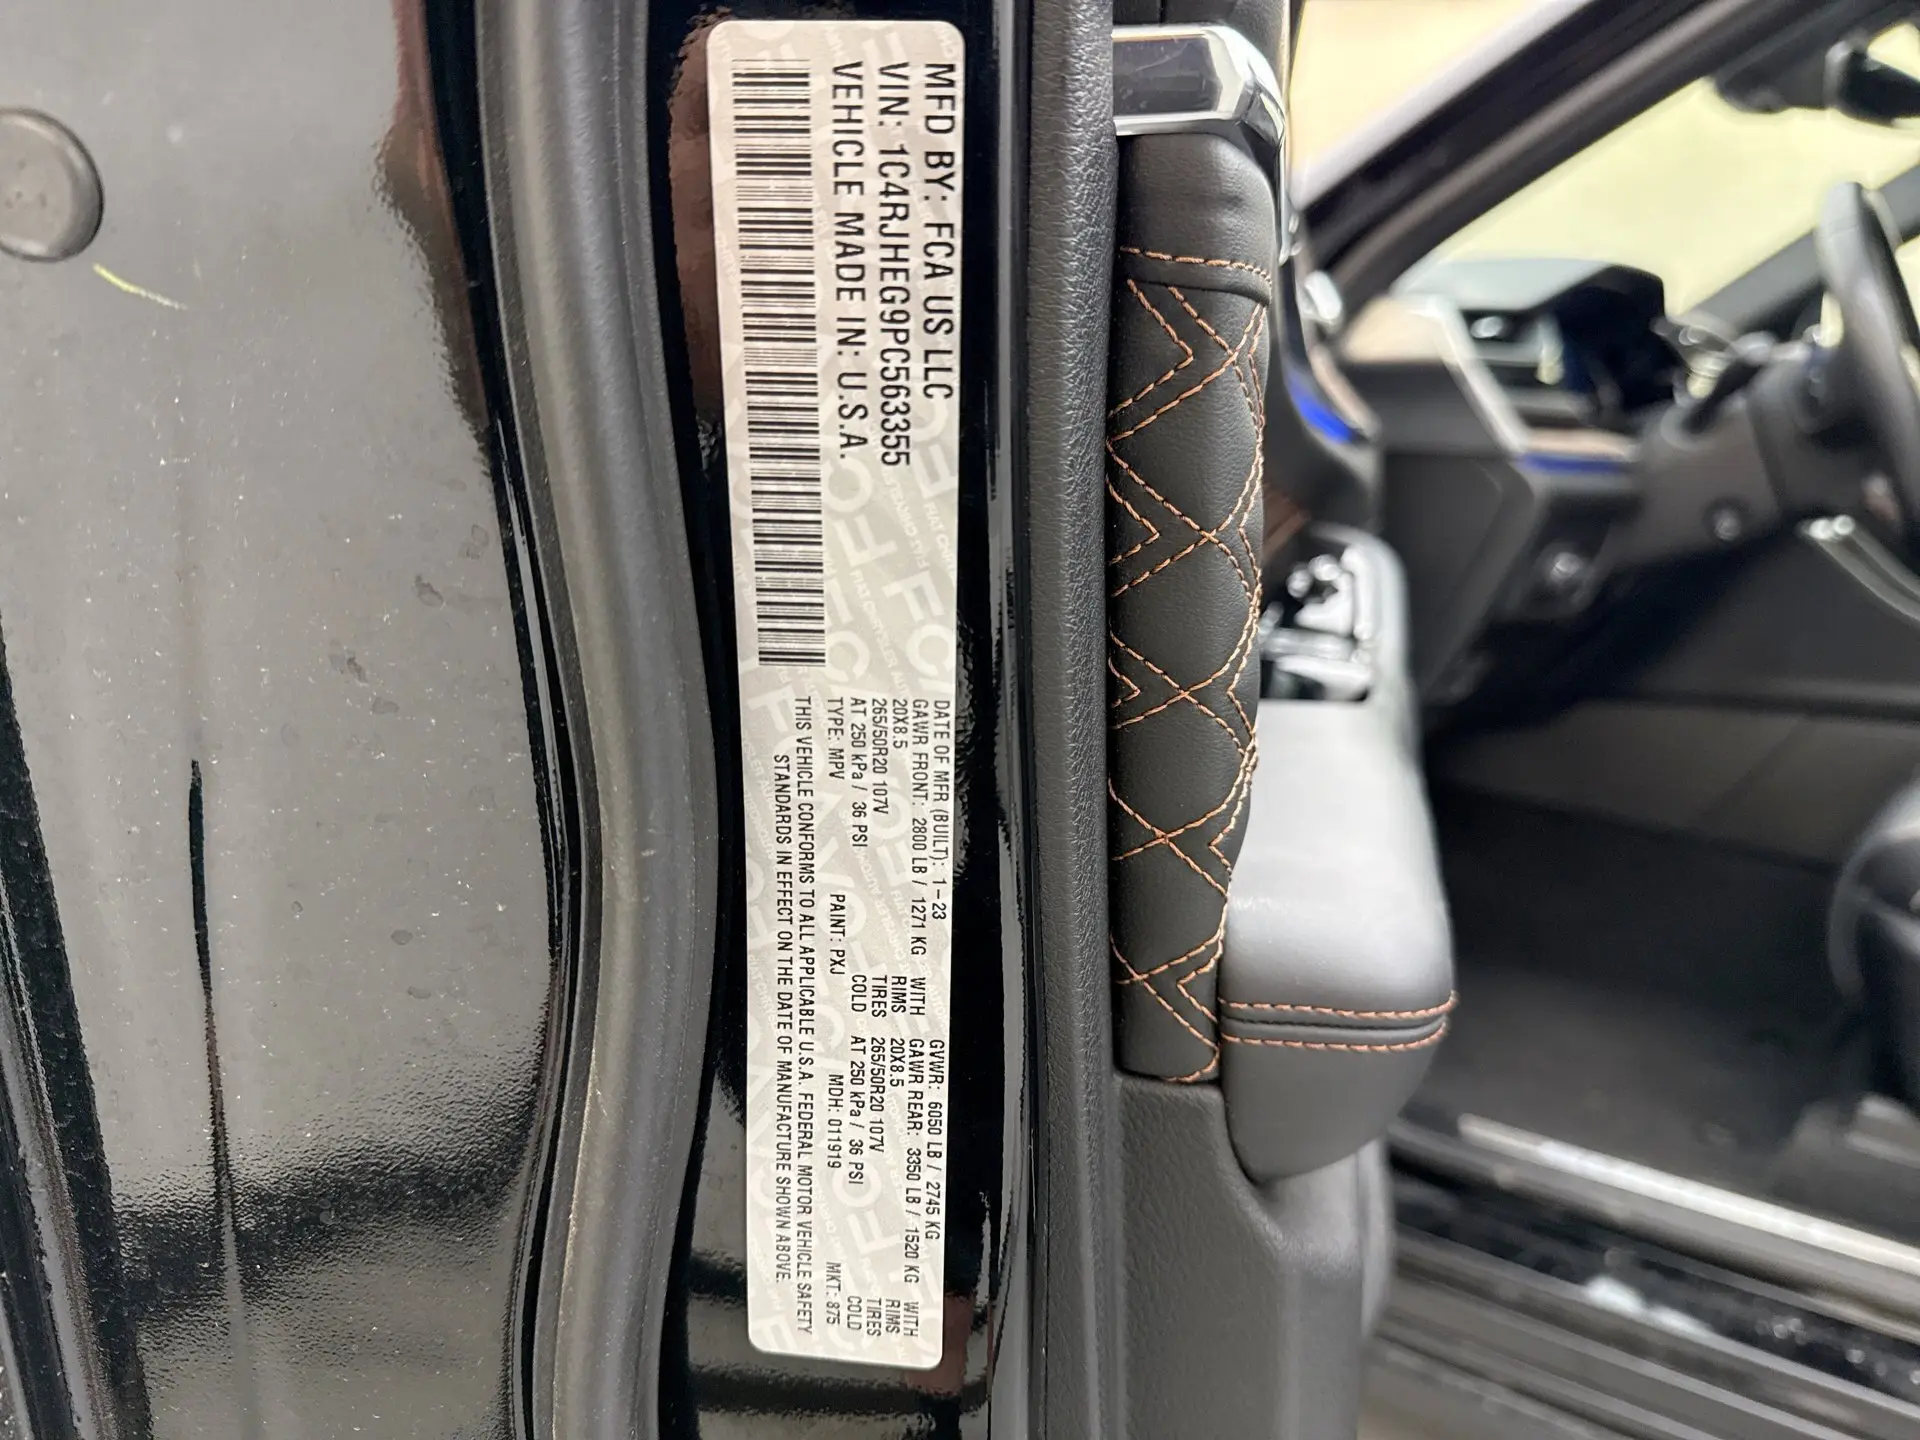 MFD BY: FCA US LLC
VIN: 1C4RJHEG9PC563355
VEHICLE MADE IN: U.S.A.
DATE OF MFR (BUILT): 1-23 GVWR: 6050 LB / 2745 KG
GAWR FRONT: 2800 LB / 1271 KG WITH GAWR REAR: 3350 LB / 1520 KG WITH
20X8.5 RIMS 20X8.5 RIMS
265/50R20 107V TIRES 265/50R20 107V TIRES
AT 250 kPa / 36 PSI COLD AT 250 kPa / 36 PSI COLD
TYPE: MPV PAINT: PXJ MDH: 011919 MKT: 875
THIS VEHICLE CONFORMS TO ALL APPLICABLE U.S.A. FEDERAL MOTOR VEHICLE SAFETY
STANDARDS IN EFFECT ON THE DATE OF MANUFACTURE SHOWN ABOVE.